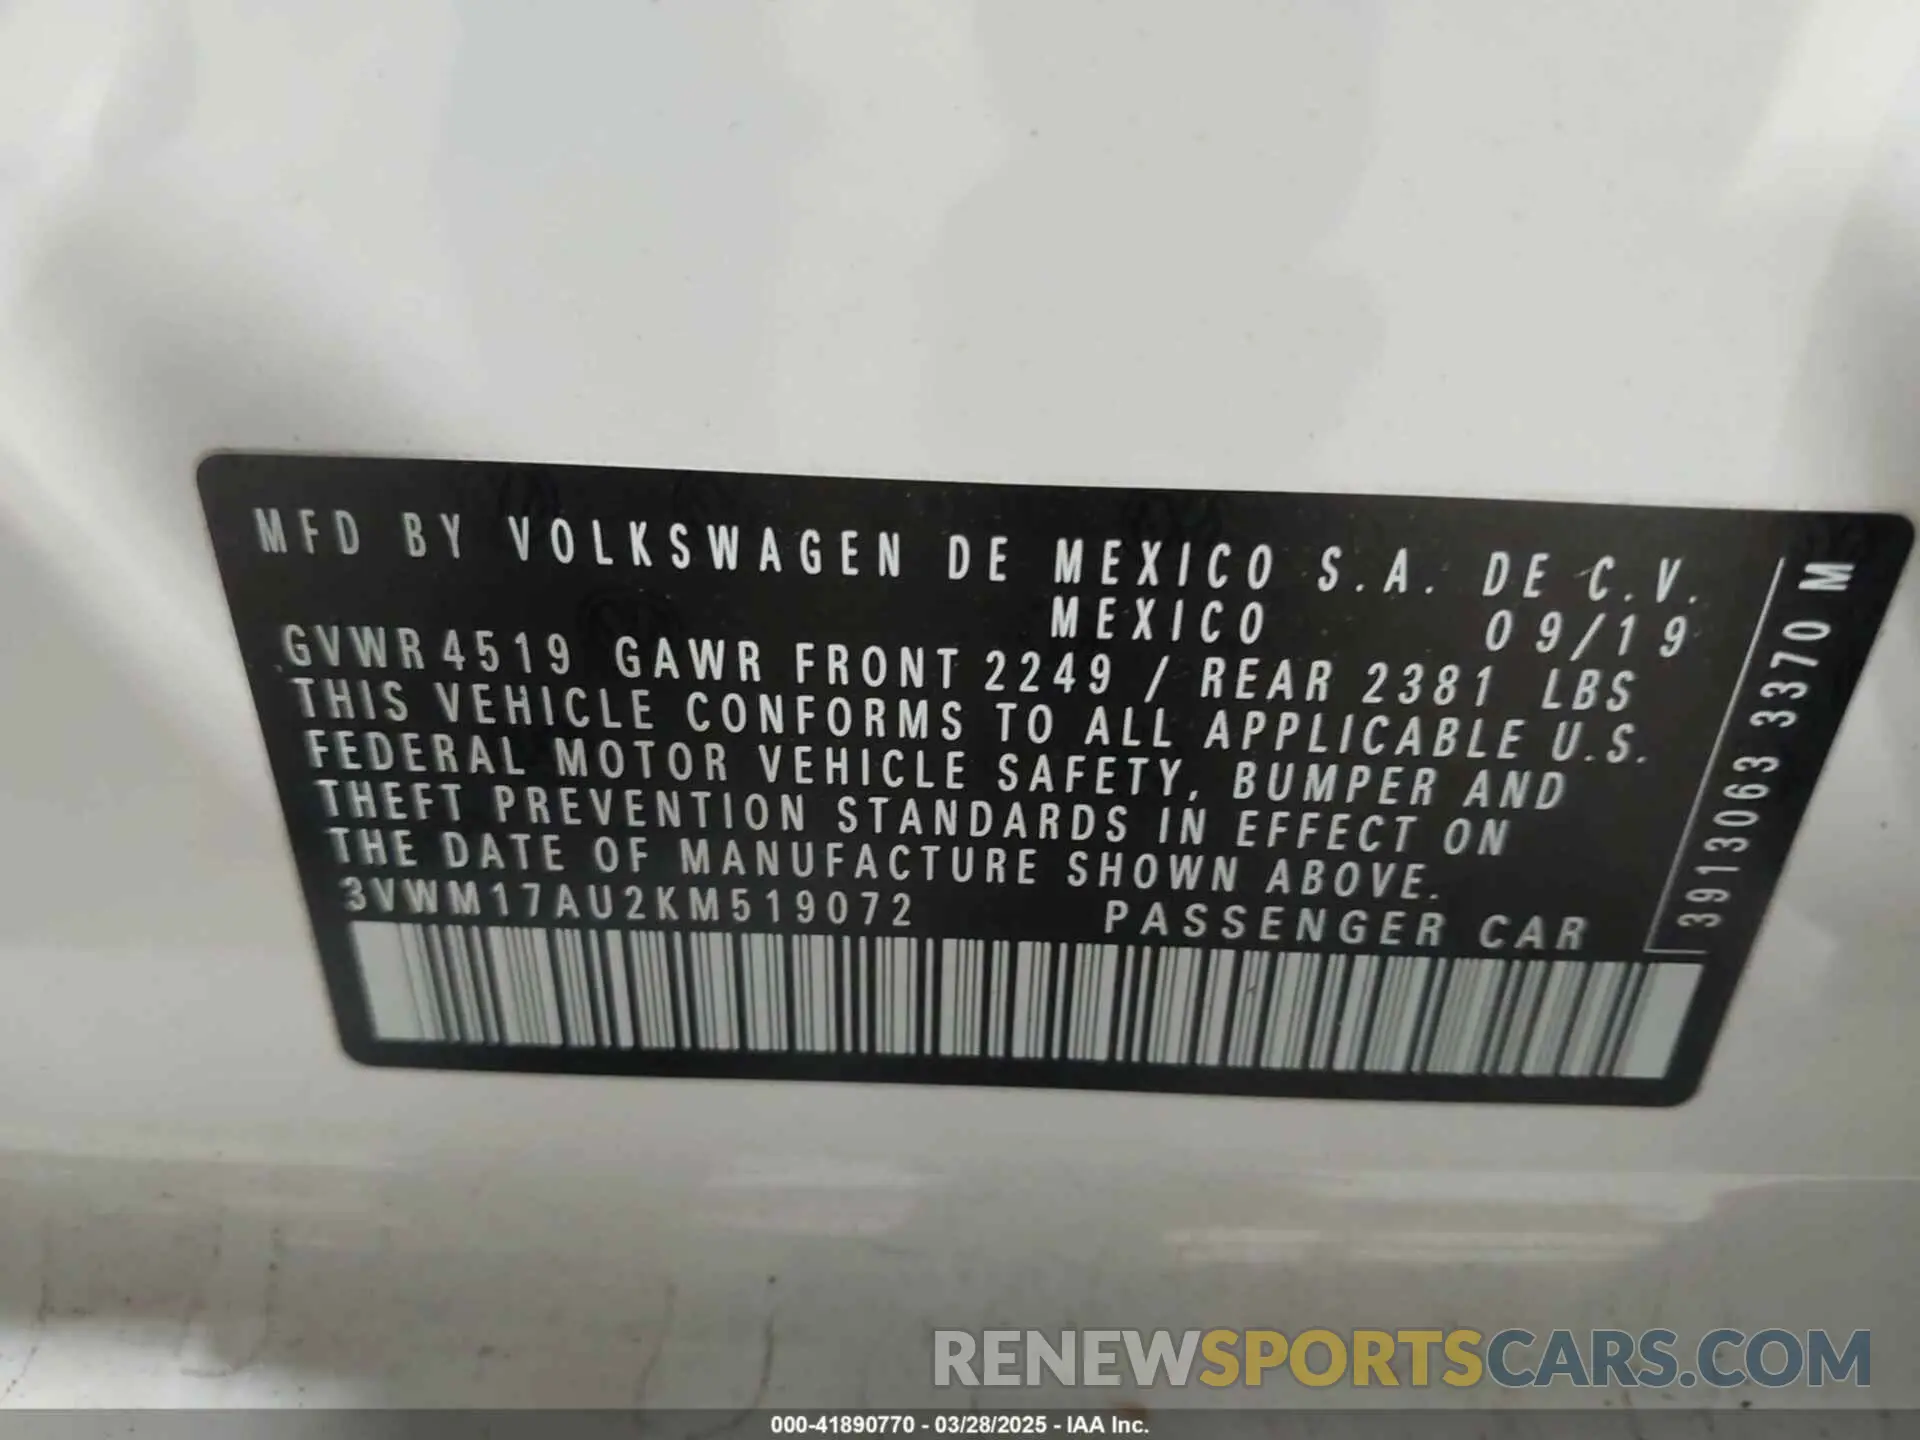 MFD BY VOLKSWAGEN DE MEXICO S.A. DE C.V.
MEXICO 09/19
GVWR 4519 GAWR FRONT 2249 / REAR 2381 LBS
THIS VEHICLE CONFORMS TO ALL APPLICABLE U.S.
FEDERAL MOTOR VEHICLE SAFETY, BUMPER AND
THEFT PREVENTION STANDARDS IN EFFECT ON
THE DATE OF MANUFACTURE SHOWN ABOVE.
3VWM17AU2KM519072 PASSENGER CAR
3913063 3370 M
RENEWSPORTSCARS.COM
000-41890770 - 03/28/2025 - IAA Inc.